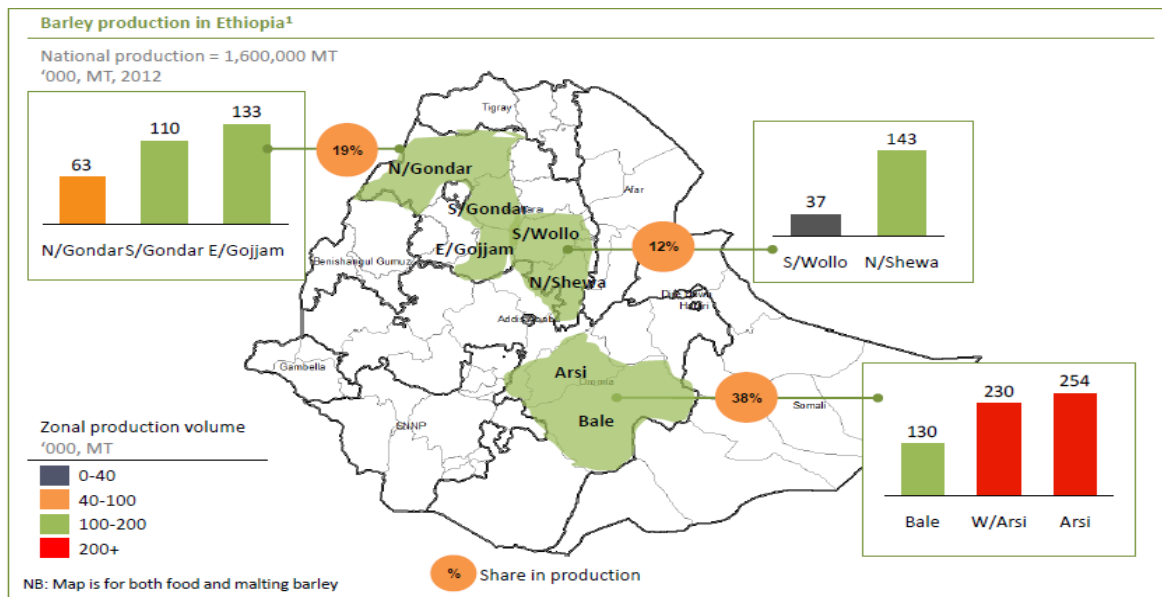 Barley production in Ethiopia¹
National production = 1,600,000 MT
‘000, MT, 2012
63
110
133
N/Gondar S/Gondar E/Gojjam
19%
37
143
S/Wollo N/Shewa
12%
130
230
254
Bale W/Arsi Arsi
38%
Tigray
N/Gondar
Afar
S/Gondar
S/Wollo
E/Gojjam
Benishangul Gumuz
N/Shewa
Gambella
Arsi
Bale
Somali
SNNP
Zonal production volume
‘000, MT
0-40
40-100
100-200
200+
% Share in production
NB: Map is for both food and malting barley